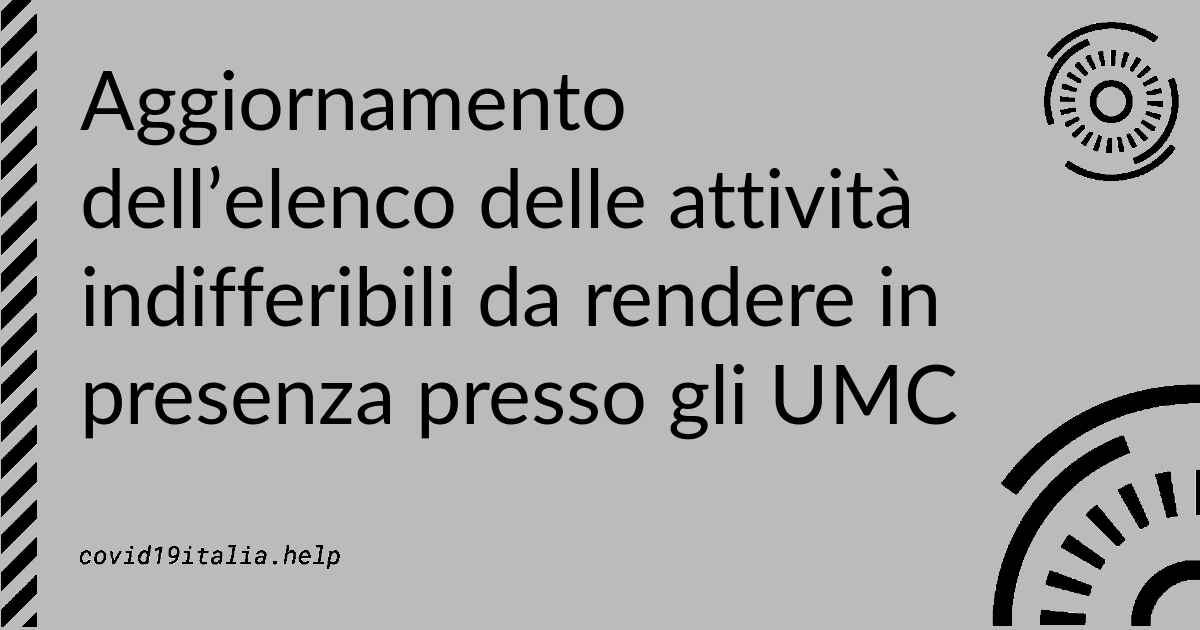 Aggiornamento
dell’elenco delle attività
indifferibili da rendere in
presenza presso gli UMC
covid19italia.help